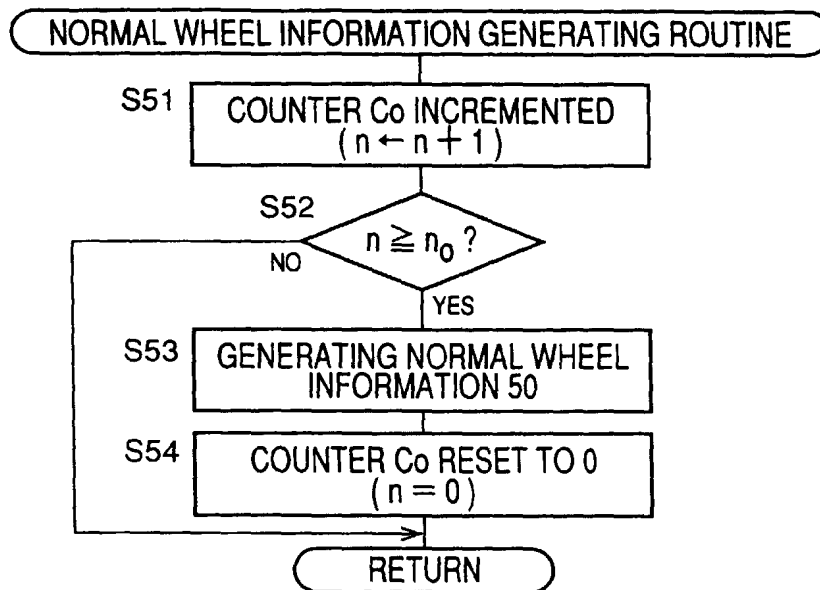 NORMAL WHEEL INFORMATION GENERATING ROUTINE
S51
COUNTER Co INCREMENTED
(n ← n + 1)
S52
n ≧ n₀ ?
NO
YES
S53
GENERATING NORMAL WHEEL
INFORMATION 50
S54
COUNTER Co RESET TO 0
(n = 0)
RETURN